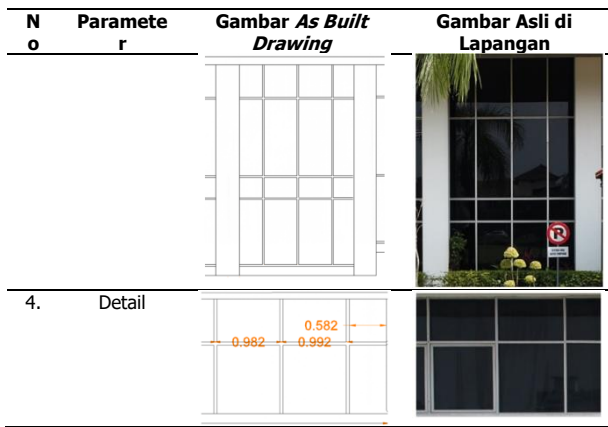 N Paramete Gambar As Built Gambar Asli di
o r Drawing Lapangan
4. Detail
0.582
0.982 0.992